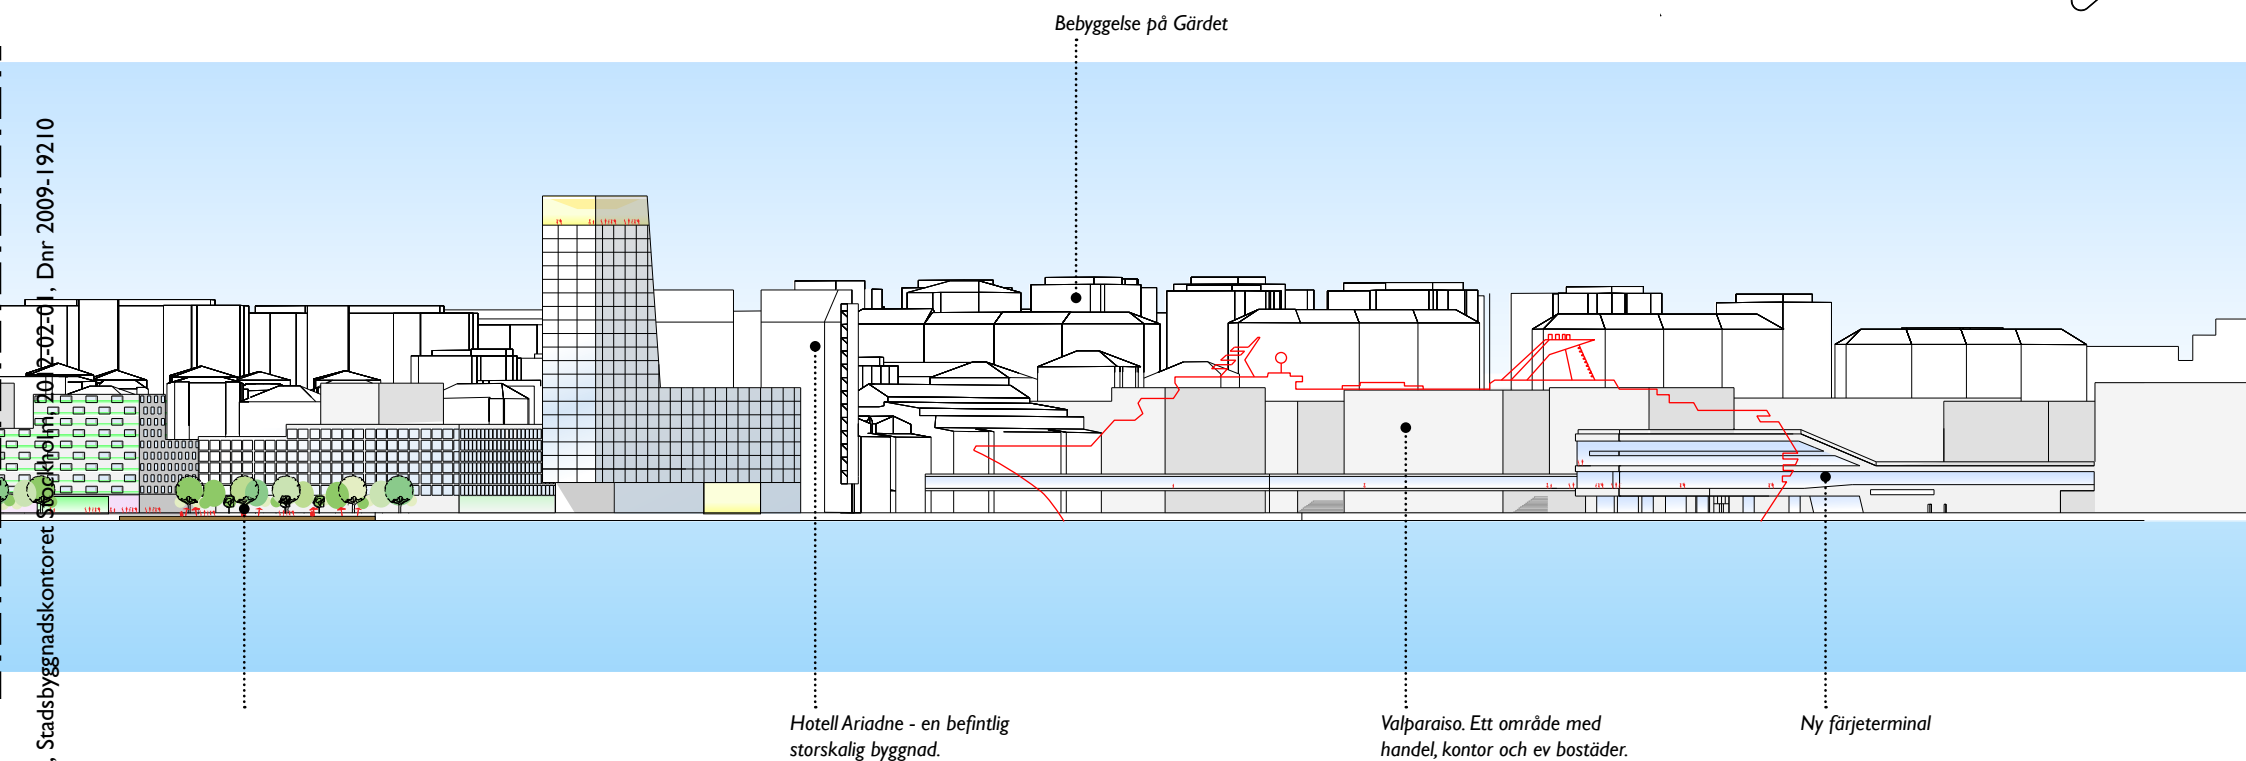 Bebyggelse på Gärdet
, Stadsbyggnadskontoret Stockholm, 2012-02-01, Dnr 2009-19210
Hotell Ariadne - en befintlig
storskalig byggnad.
Valparaiso. Ett område med
handel, kontor och ev bostäder.
Ny färjeterminal